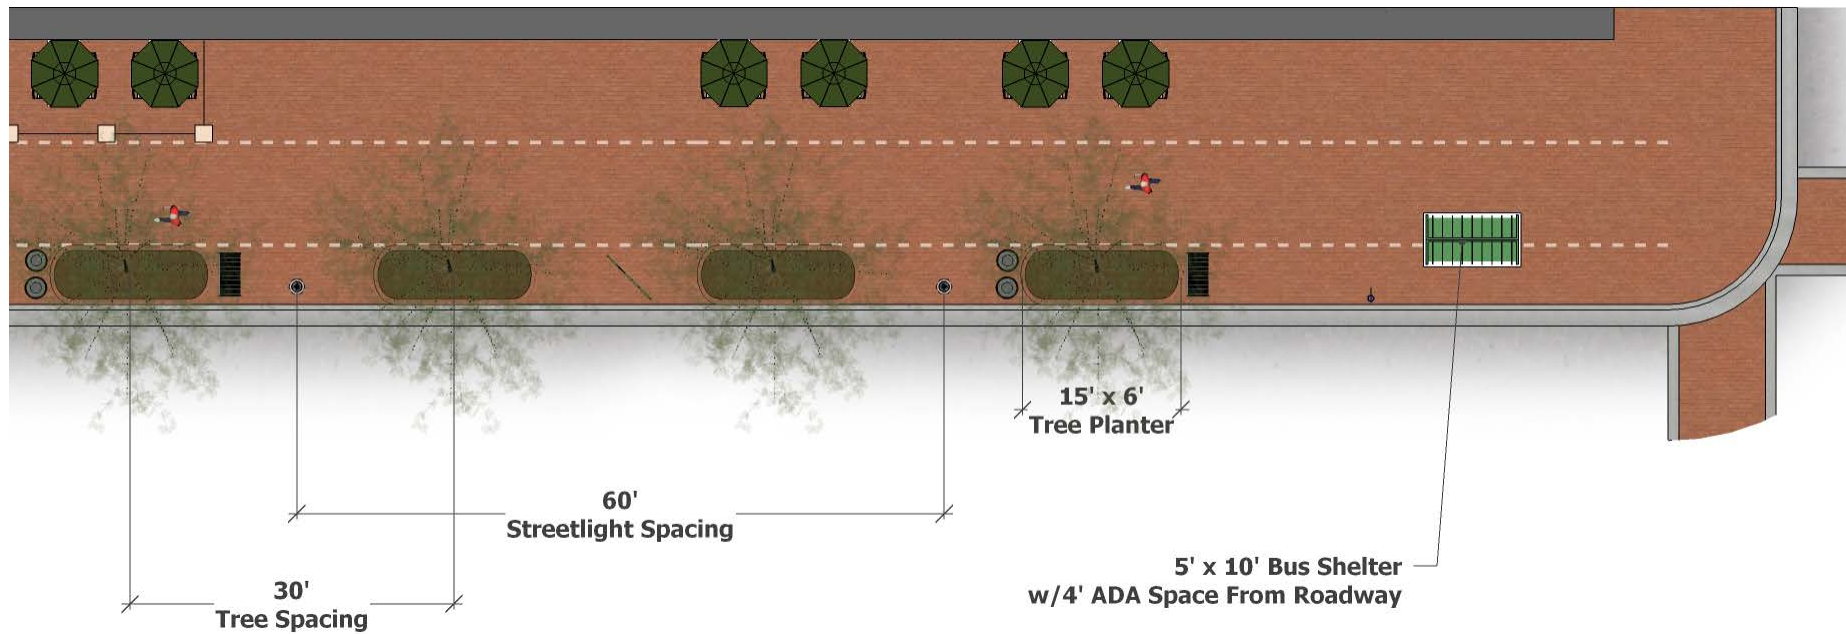 15' x 6'
Tree Planter
60'
Streetlight Spacing
5' x 10' Bus Shelter
w/4' ADA Space From Roadway
30'
Tree Spacing